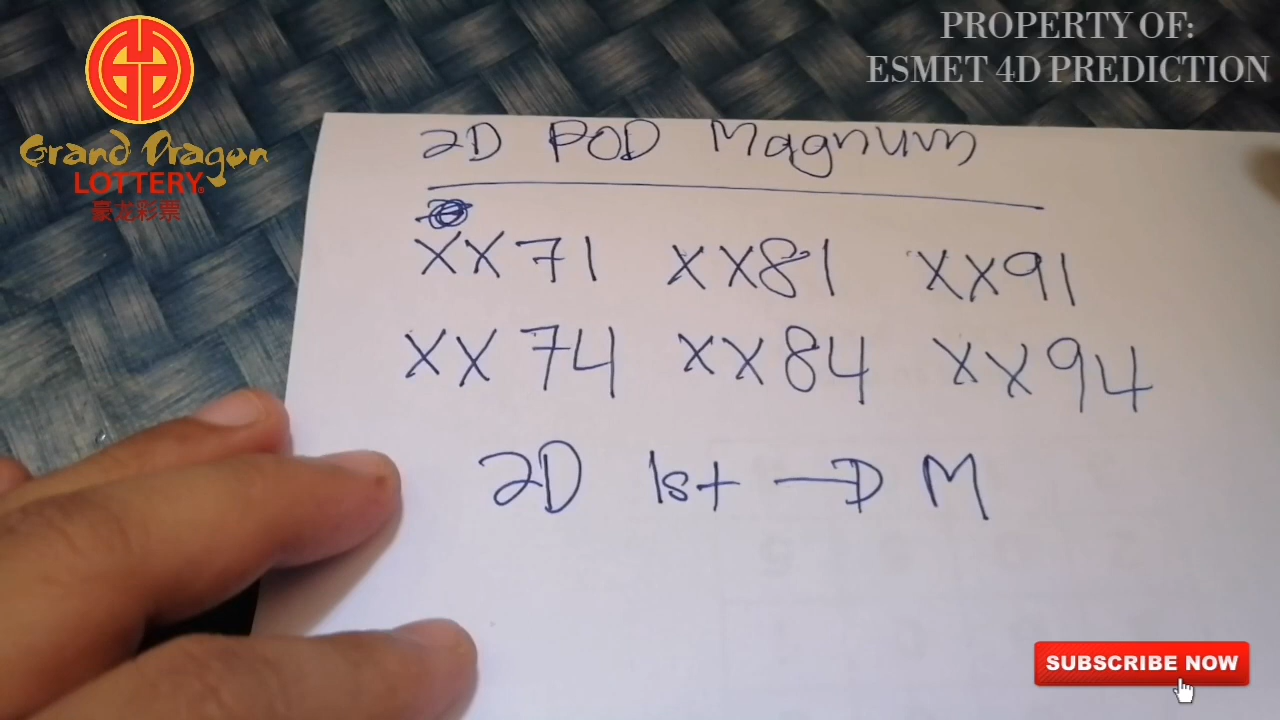 PROPERTY OF:
ESMET 4D PREDICTION
Grand Dragon
LOTTERY®
豪龙彩票
2D POD Magnum
XX71 XX81 XX91
XX74 XX84 XX94
2D 1st → M
SUBSCRIBE NOW